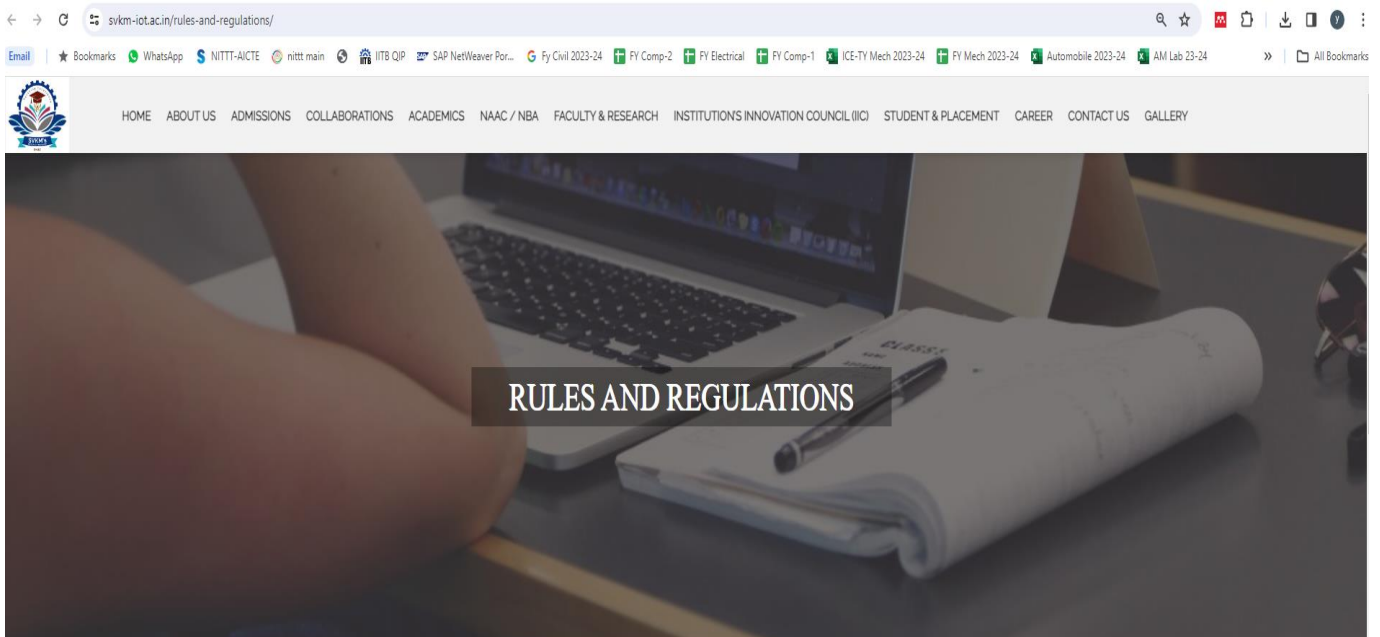 svkm-iot.ac.in/rules-and-regulations/
Email Bookmarks WhatsApp NITTT-AICTE nittt main IITB QIP SAP NetWeaver Por... Fy Civil 2023-24 FY Comp-2 FY Electrical FY Comp-1 ICE-TY Mech 2023-24 FY Mech 2023-24 Automobile 2023-24 AM Lab 23-24 » All Bookmarks
SVKM'S
HOME ABOUT US ADMISSIONS COLLABORATIONS ACADEMICS NAAC / NBA FACULTY & RESEARCH INSTITUTION'S INNOVATION COUNCIL (IIC) STUDENT & PLACEMENT CAREER CONTACT US GALLERY
CLASSES
RULES AND REGULATIONS